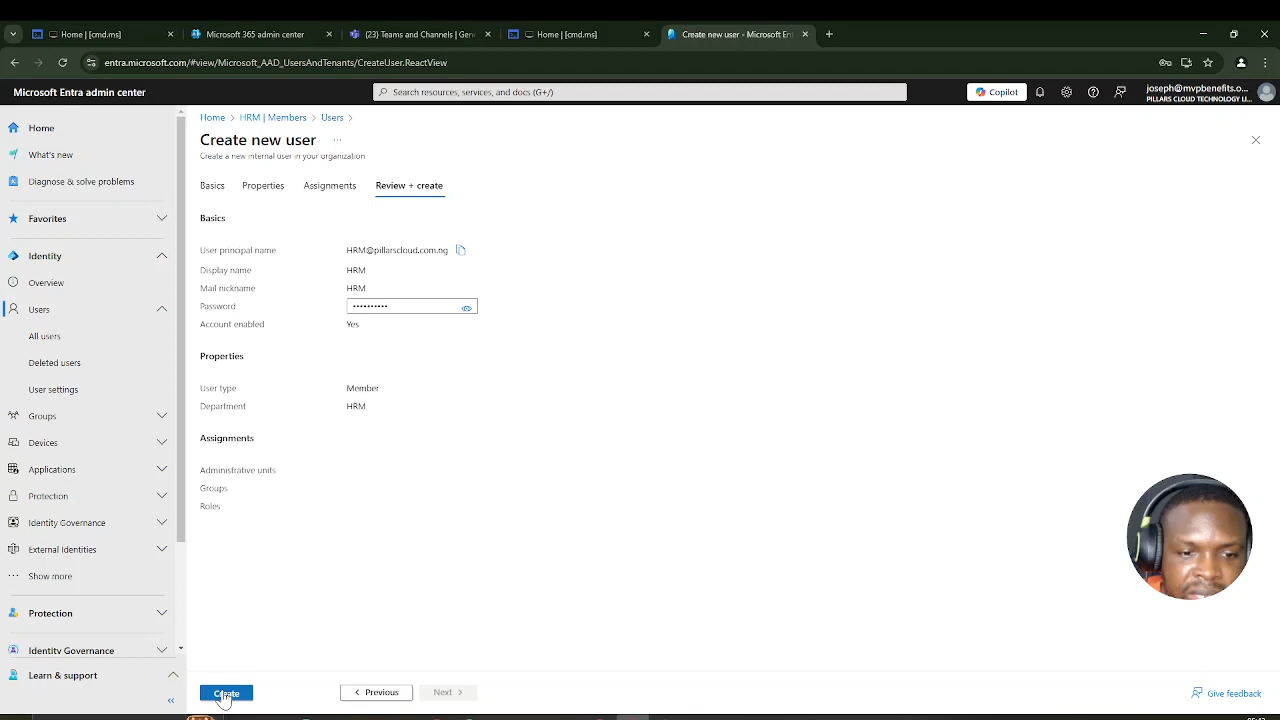 Home | [cmd.ms]
Microsoft 365 admin center
(23) Teams and Channels | Gene
Home | [cmd.ms]
Create new user - Microsoft Ent
entra.microsoft.com/#view/Microsoft_AAD_UsersAndTenants/CreateUser.ReactView
Microsoft Entra admin center
Search resources, services, and docs (G+/)
Copilot
joseph@mvpbenefits.o...
PILLARS CLOUD TECHNOLOGY U...
Home
What's new
Diagnose & solve problems
Favorites
Identity
Overview
Users
All users
Deleted users
User settings
Groups
Devices
Applications
Protection
Identity Governance
External Identities
Show more
Protection
Identity Governance
Learn & support
Home > HRM | Members > Users >
Create new user ...
Create a new internal user in your organization
Basics Properties Assignments Review + create
Basics
User principal name HRM@pillarscloud.com.ng
Display name HRM
Mail nickname HRM
Password ••••••••••
Account enabled Yes
Properties
User type Member
Department HRM
Assignments
Administrative units
Groups
Roles
Create
< Previous
Next >
Give feedback